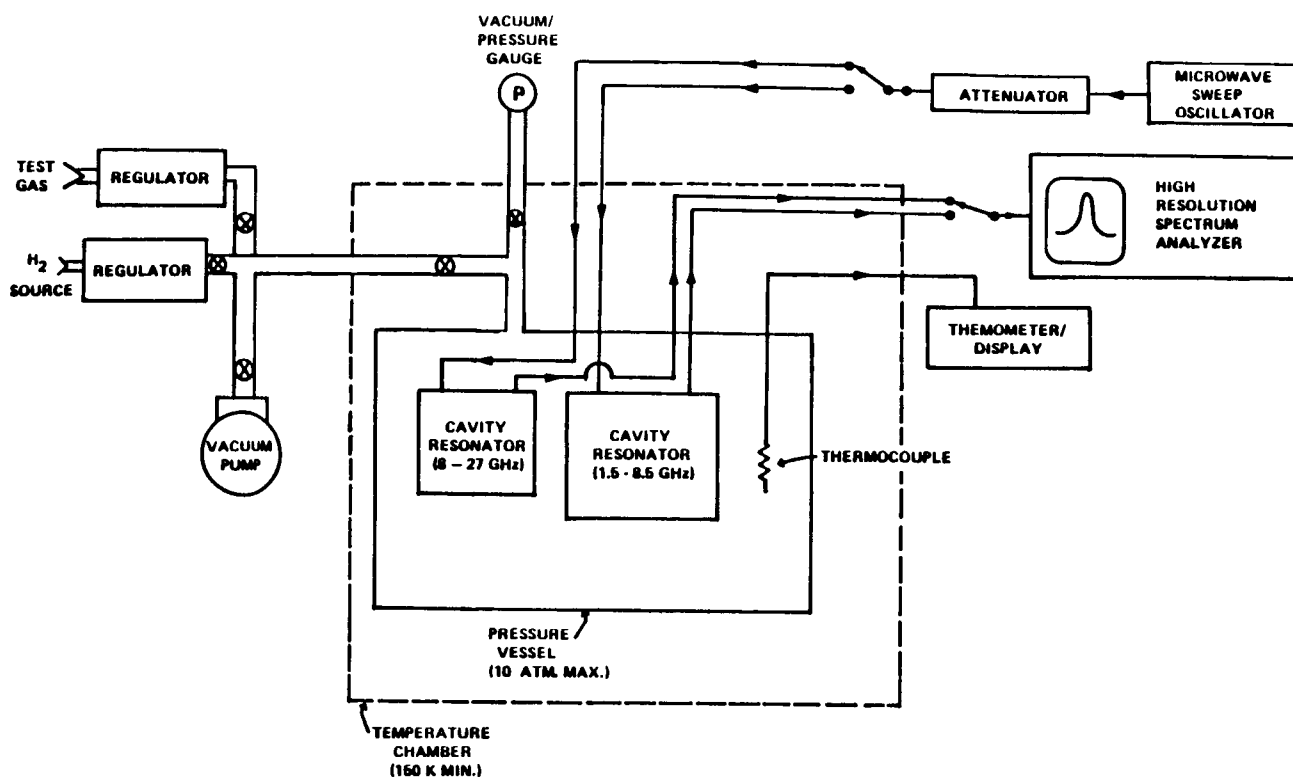 VACUUM/
PRESSURE
GAUGE
P
ATTENUATOR
MICROWAVE
SWEEP
OSCILLATOR
TEST
GAS
REGULATOR
H2
SOURCE
REGULATOR
HIGH
RESOLUTION
SPECTRUM
ANALYZER
THEMOMETER/
DISPLAY
CAVITY
RESONATOR
(8 – 27 GHz)
CAVITY
RESONATOR
(1.5 - 8.5 GHz)
THERMOCOUPLE
VACUUM
PUMP
PRESSURE
VESSEL
(10 ATM. MAX.)
TEMPERATURE
CHAMBER
(150 K MIN.)